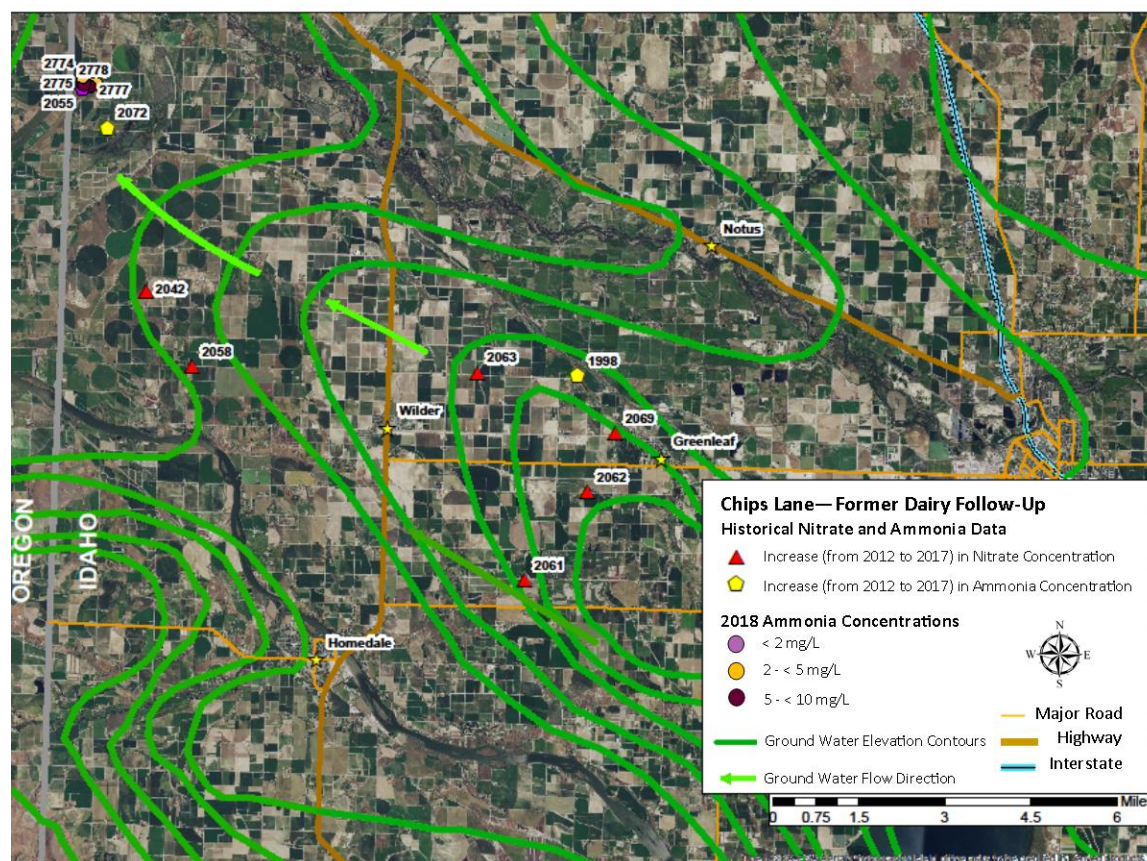 2774
2778
2775
2777
2055
2072
Notus
2042
2058
2063
1998
Wilder
2069
Greenleaf
2062
2061
OREGON
IDAHO
Homedale
Chips Lane—Former Dairy Follow-Up
Historical Nitrate and Ammonia Data
Increase (from 2012 to 2017) in Nitrate Concentration
Increase (from 2012 to 2017) in Ammonia Concentration
2018 Ammonia Concentrations
< 2 mg/L
2 - < 5 mg/L
5 - < 10 mg/L
N
W E
S
Major Road
Highway
Interstate
Ground Water Elevation Contours
Ground Water Flow Direction
Mile
0 0.75 1.5 3 4.5 6